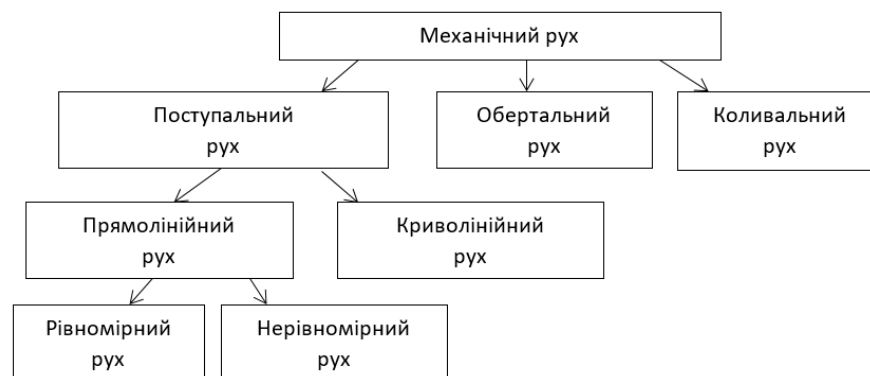 Механічний рух
Поступальний
рух
Обертальний
рух
Коливальний
рух
Прямолінійний
рух
Криволінійний
рух
Рівномірний
рух
Нерівномірний
рух